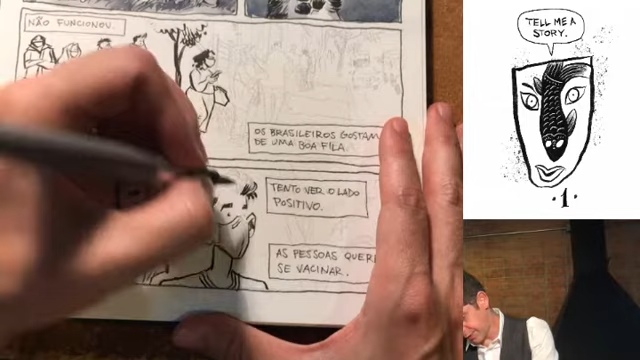 NÃO FUNCIONOU.
OS BRASILEIROS GOSTAM
DE UMA BOA FILA.
TENTO VER O LADO
POSITIVO.
AS PESSOAS
SE VACINAR.
TELL ME A
STORY.
·1·